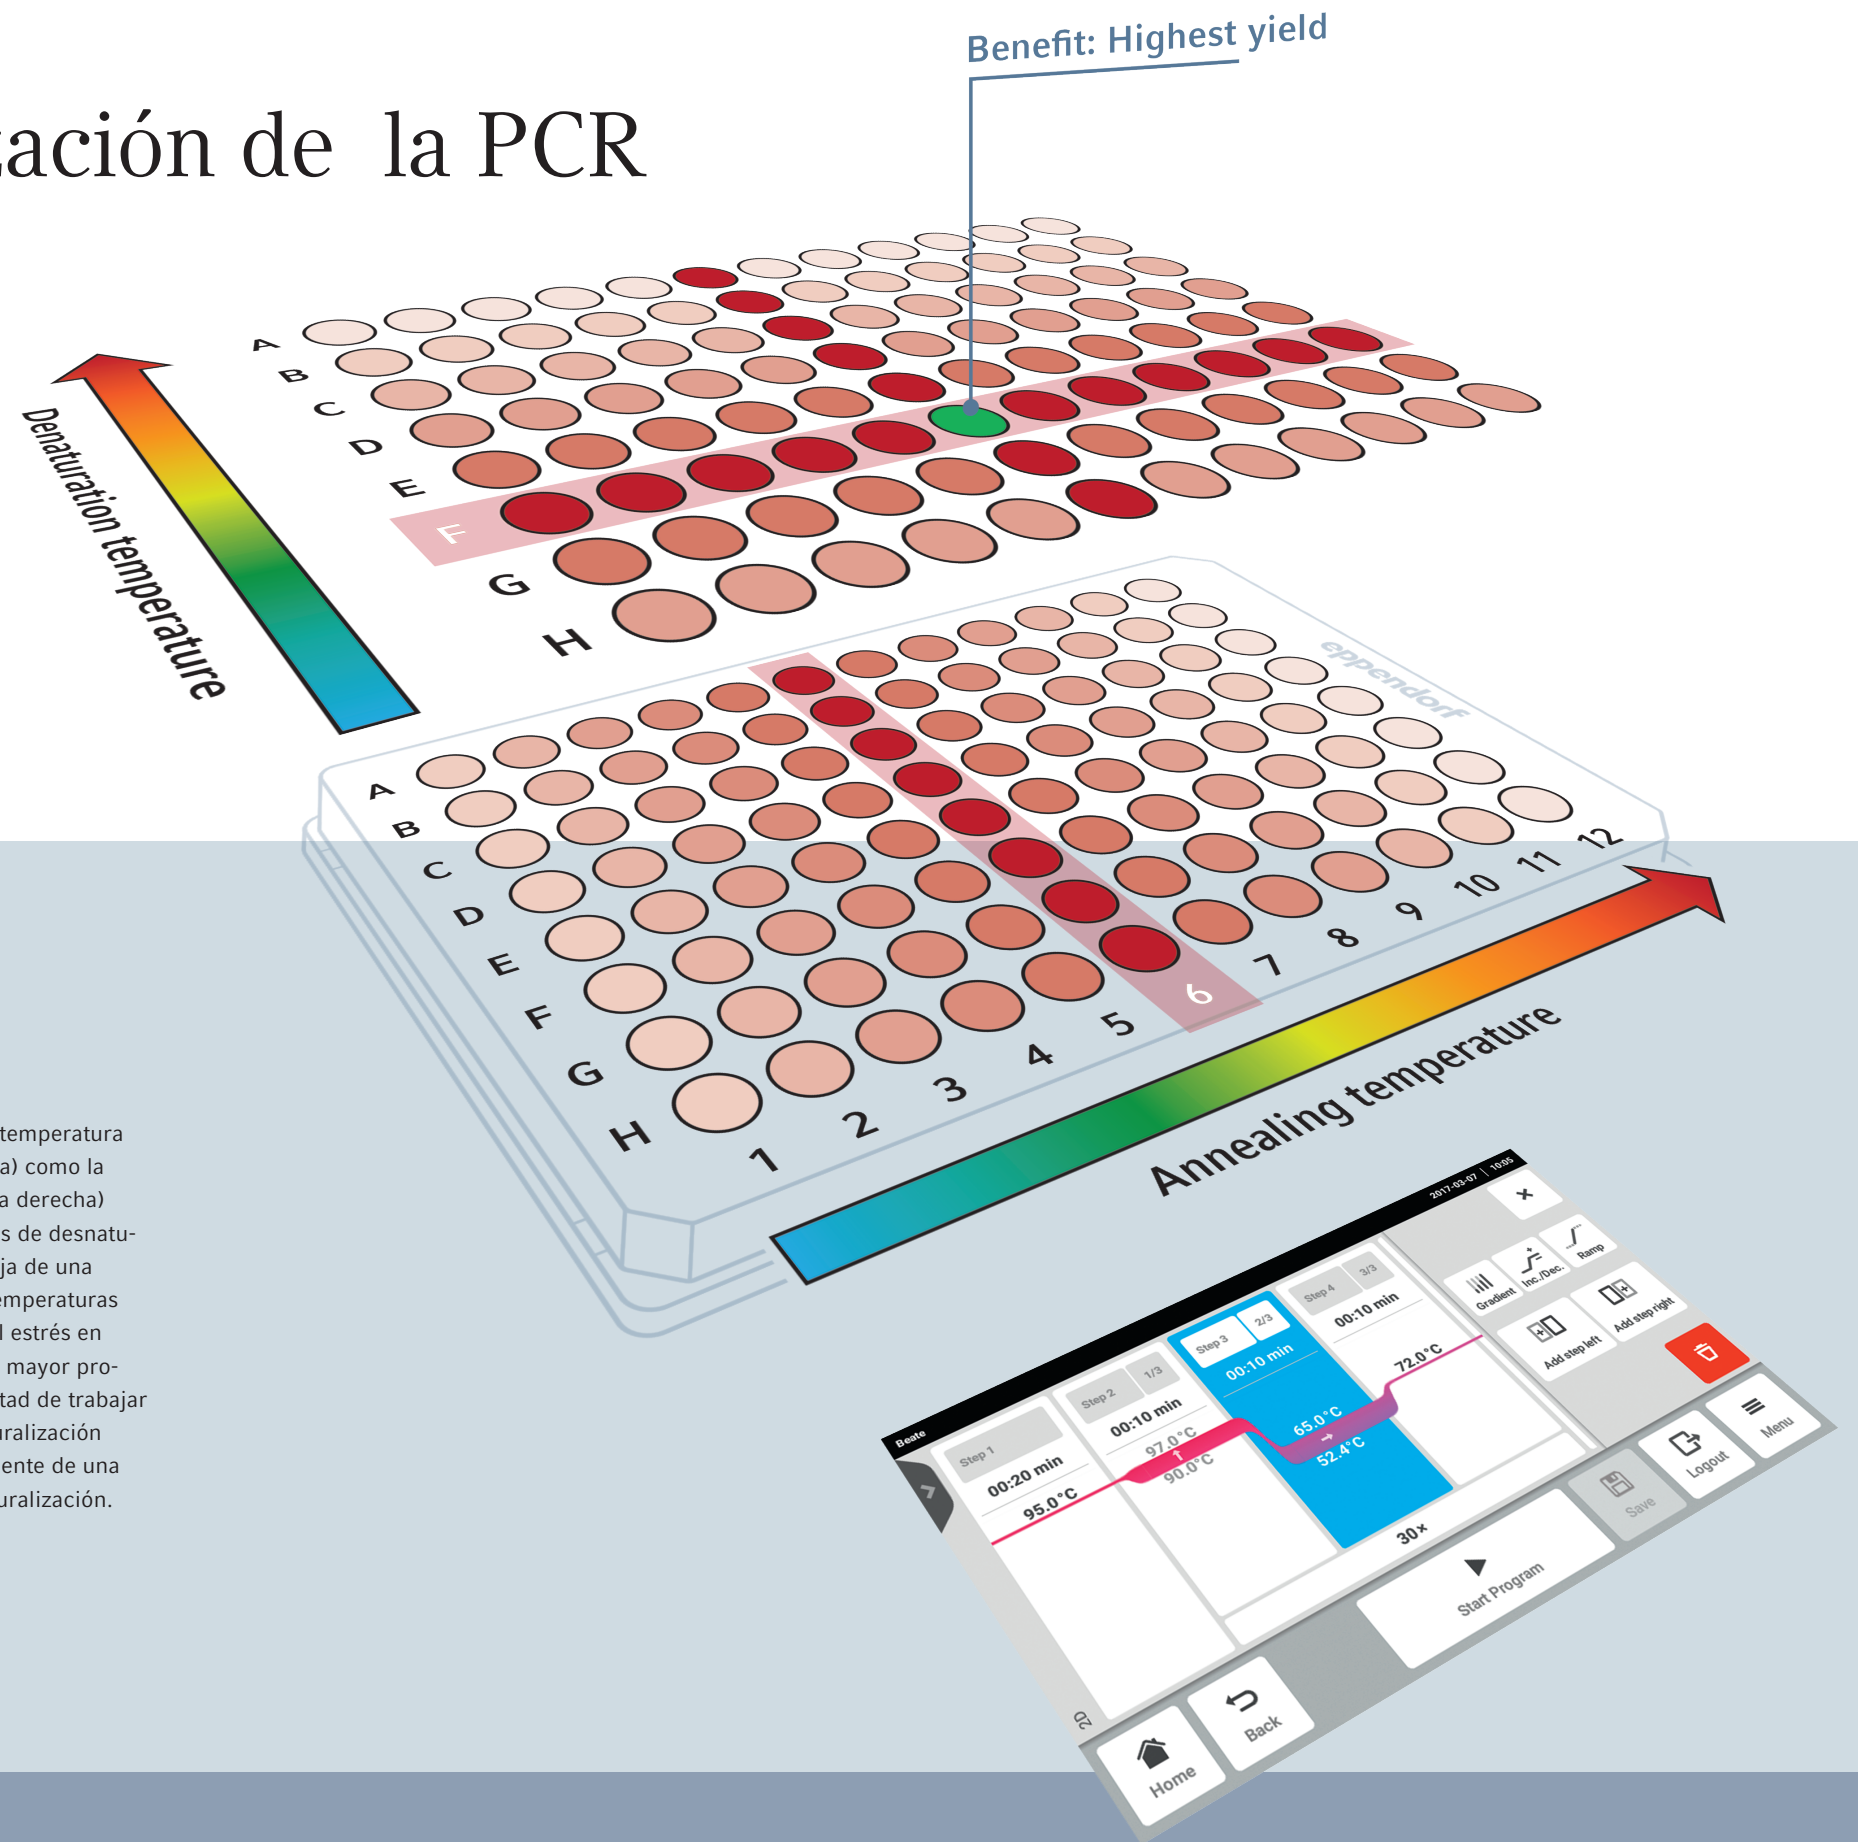 Benefit: Highest yield
zación de la PCR
A
B
C
D
E
F
G
H
Denaturation temperature
eppendorf
A
B
C
D
E
F
G
H
1
2
3
4
5
6
7
8
9
10
11
12
Annealing temperature
temperatura
a) como la
a derecha)
s de desnatu-
ja de una
emperaturas
l estrés en
mayor pro-
tad de trabajar
uralización
ente de una
uralización.
Beate
2017-03-07 | 10:05
Step 1
00:20 min
95.0°C
Step 2 1/3
00:10 min
97.0°C
90.0°C
Step 3 2/3
00:10 min
65.0°C
52.4°C
Step 4 3/3
00:10 min
72.0°C
30×
Gradient
Inc./Dec.
Ramp
Add step left
Add step right
2D
Home
Back
Start Program
Save
Logout
Menu